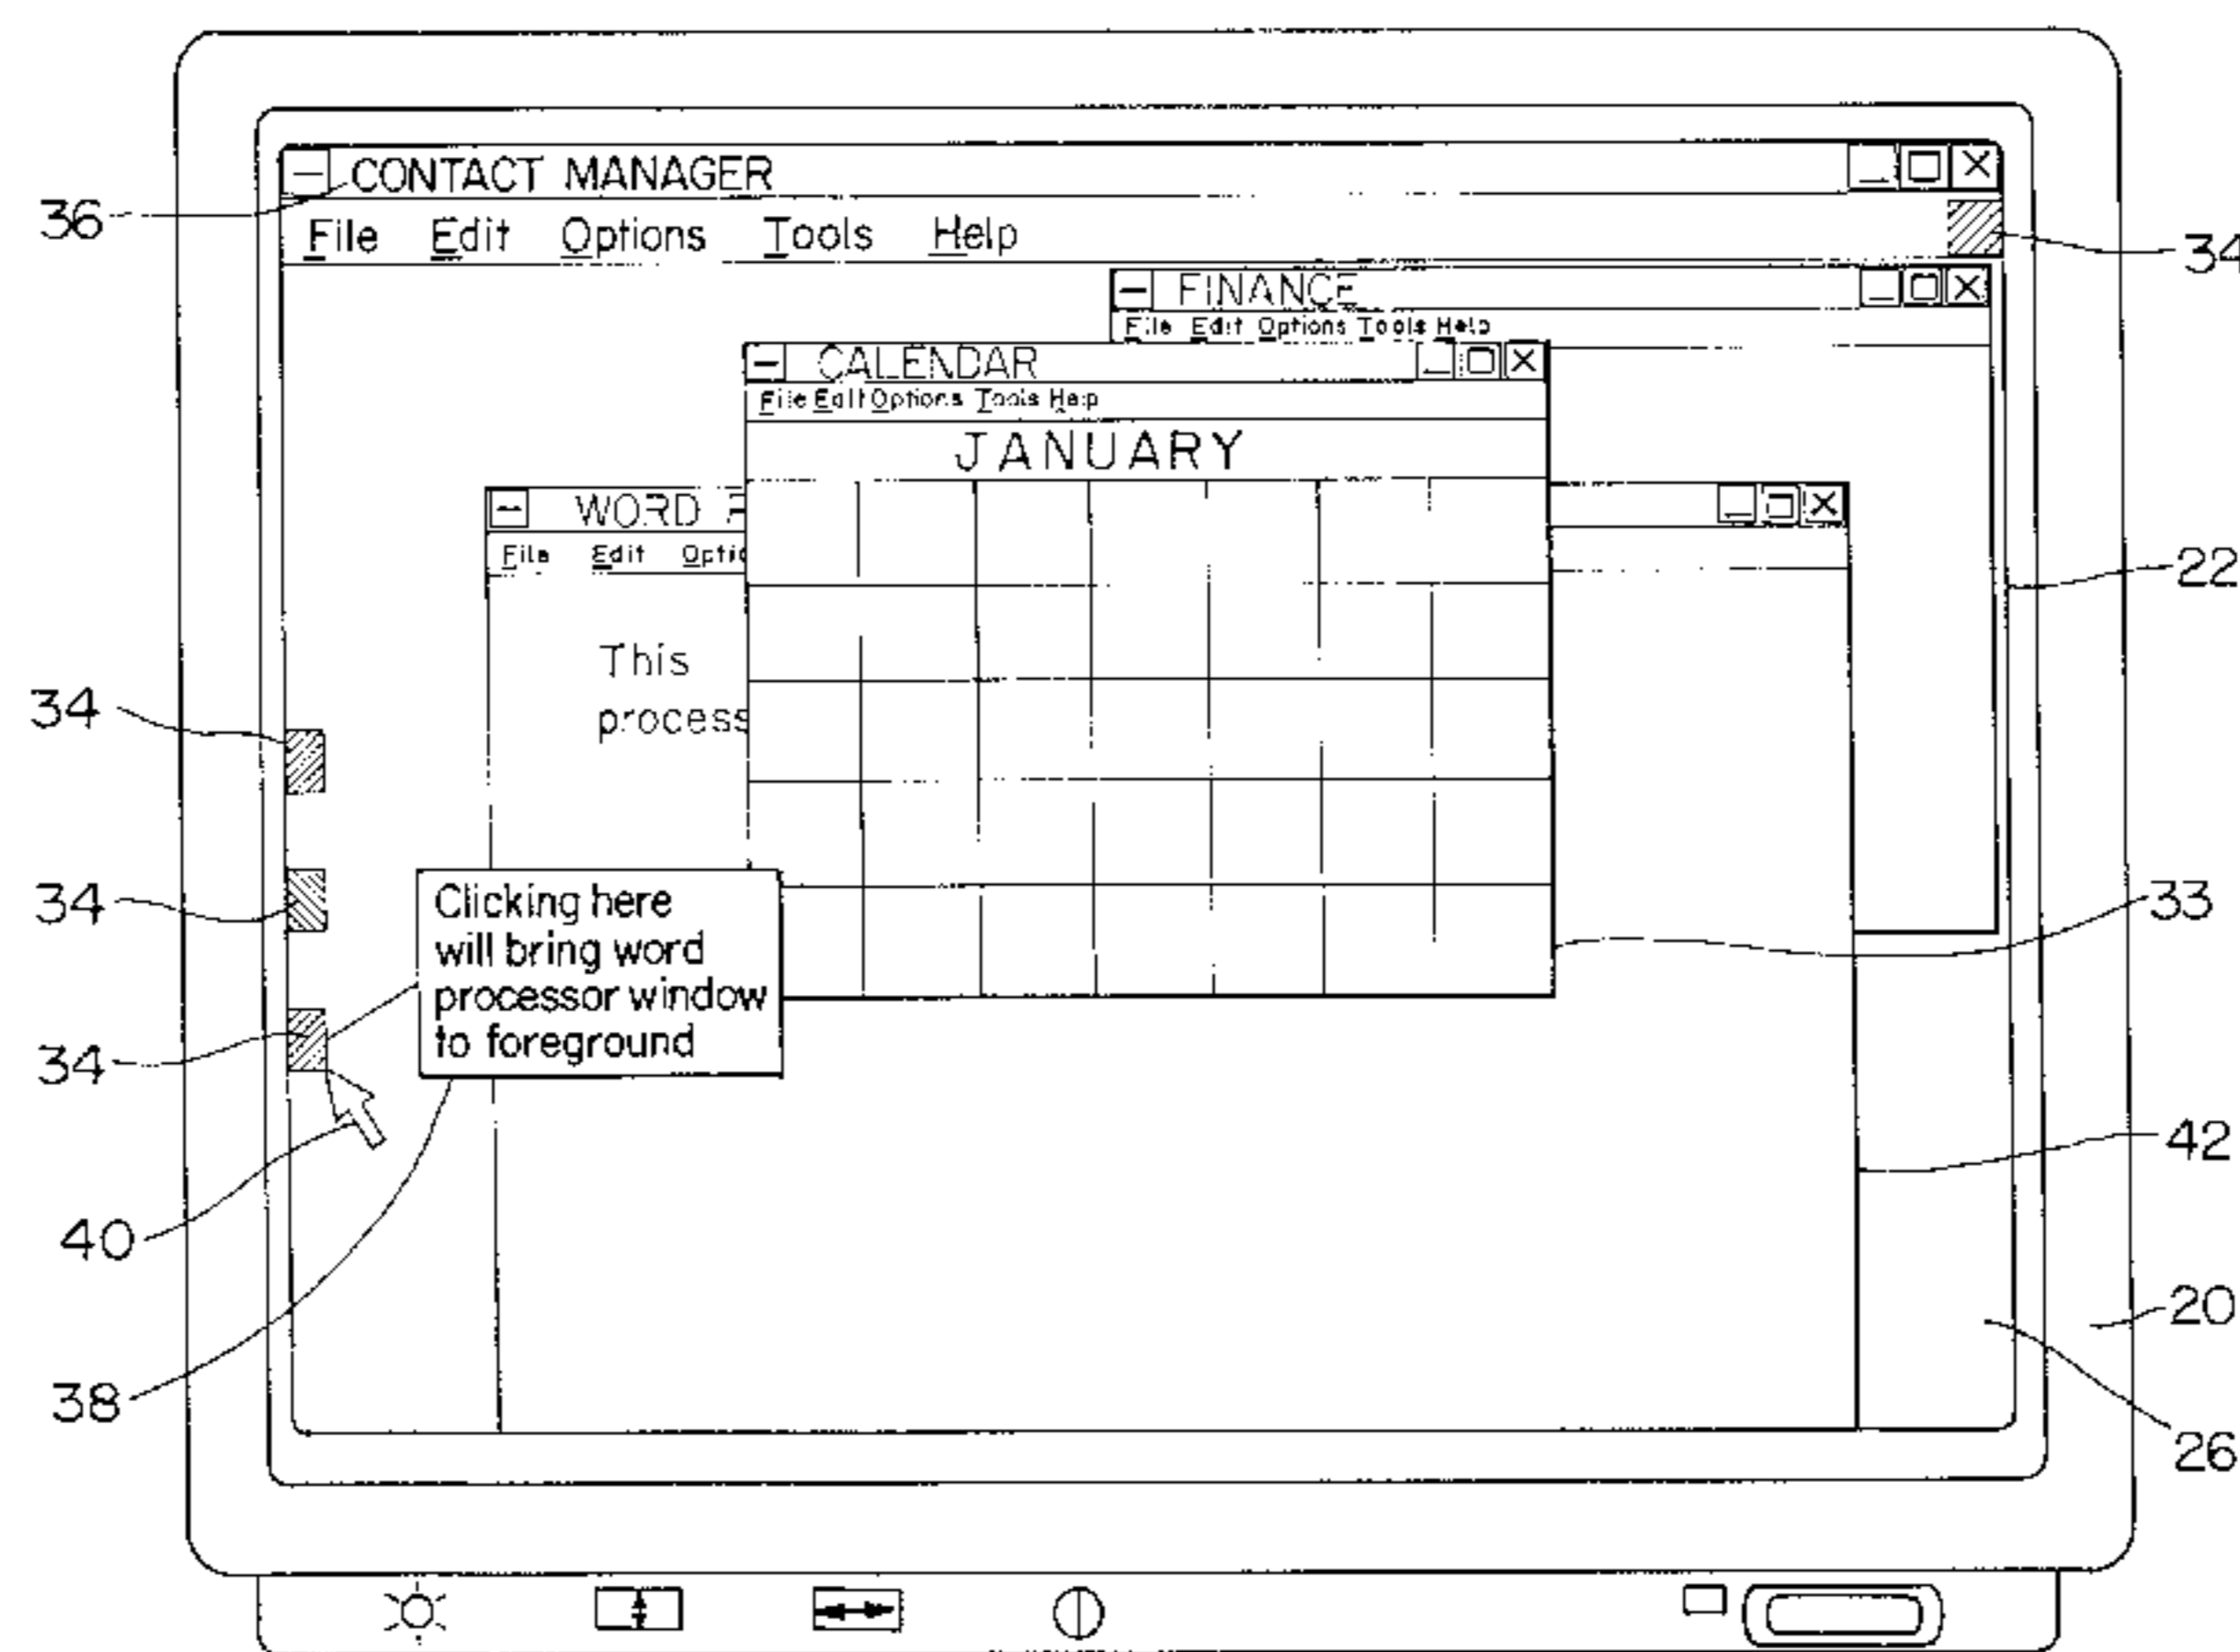 CONTACT MANAGER
36
File Edit Options Tools Help
34
FINANCE
File Edit Options Tools Help
CALENDAR
File Edit Options Tools Help
JANUARY
WORD
File Edit
22
This
process
34
34
Clicking here
will bring word
processor window
to foreground
33
34
42
40
20
38
26